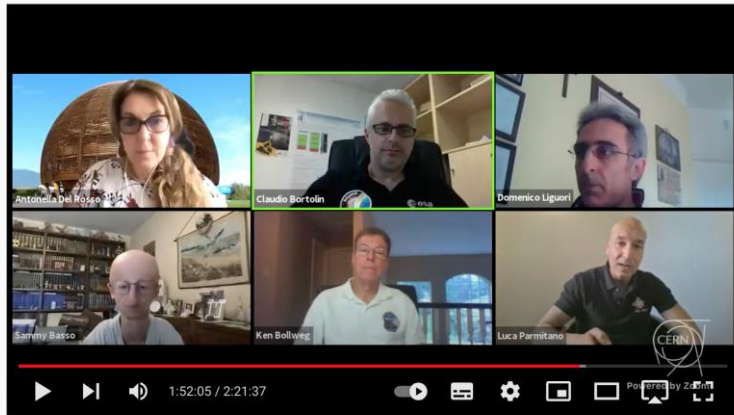 Antonella Del Rosso
Claudio Bortolin
Domenico Liguori
Sammy Basso
Ken Bollweg
Luca Parmitano
CERN
1:52:05 / 2:21:37
Powered by Zoom